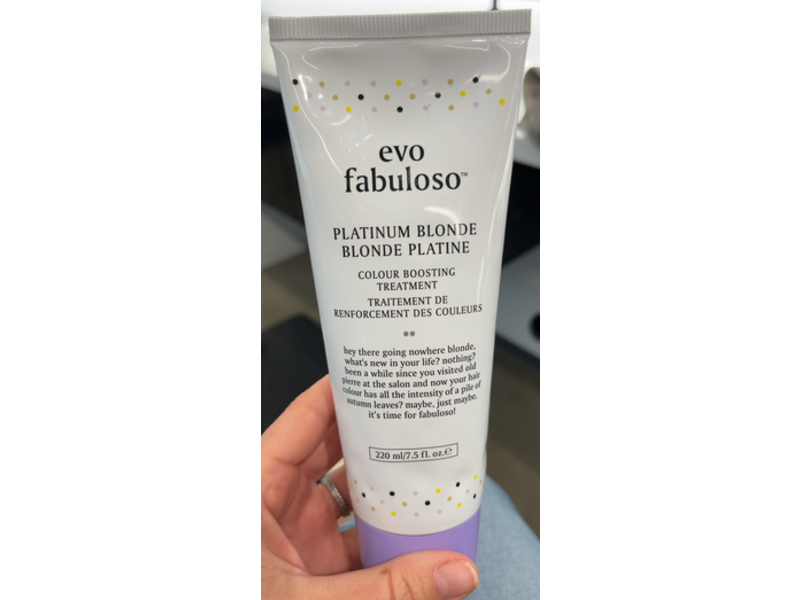 evo
fabuloso™
PLATINUM BLONDE
BLONDE PLATINE
COLOUR BOOSTING
TREATMENT
TRAITEMENT DE
RENFORCEMENT DES COULEURS
hey there going nowhere blonde.
what's new in your life? nothing?
been a while since you visited old
pierre at the salon and now your hair
colour has all the intensity of a pile of
autumn leaves? maybe, just maybe,
it's time for fabuloso!
220 ml/7.5 fl. oz.℮